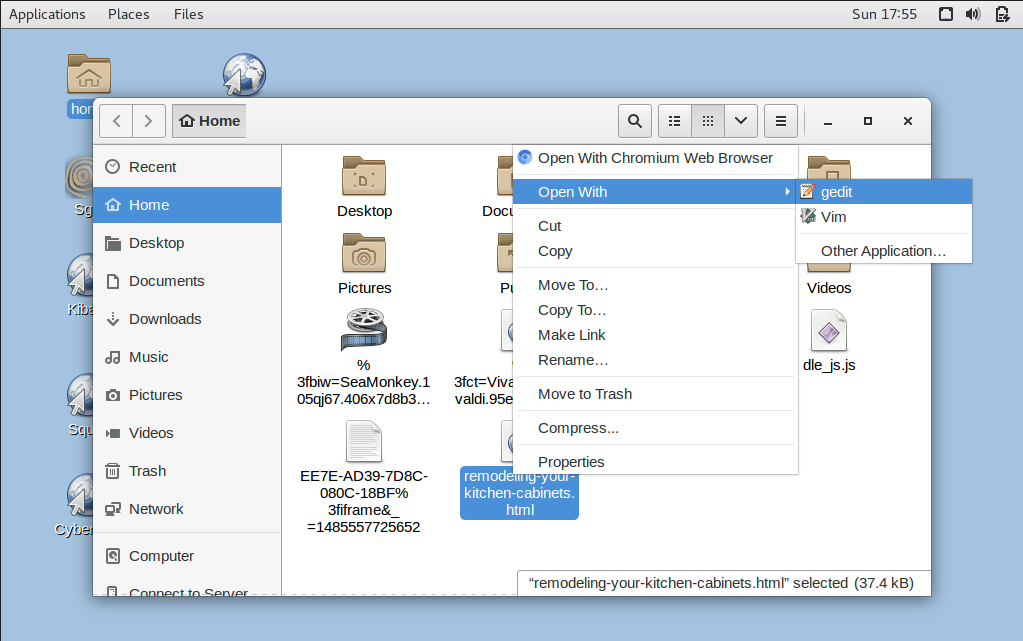 Applications Places Files Sun 17:55
hor
Home
Recent
Home
Desktop
Documents
Downloads
Music
Pictures
Videos
Trash
Network
Computer
Connect to Server
Sg
Kiba
Squ
Cyber
Desktop
Docu
Pictures
Pu
Videos
%
3fbiw=SeaMonkey.1
05qj67.406x7d8b3…
3fct=Viva
valdi.95e
dle_js.js
EE7E-AD39-7D8C-
080C-18BF%
3fiframe&_
=1485557725652
remodeling-your-
kitchen-cabinets.
html
Open With Chromium Web Browser
Open With
Cut
Copy
Move To…
Copy To…
Make Link
Rename…
Move to Trash
Compress...
Properties
gedit
Vim
Other Application…
“remodeling-your-kitchen-cabinets.html” selected (37.4 kB)